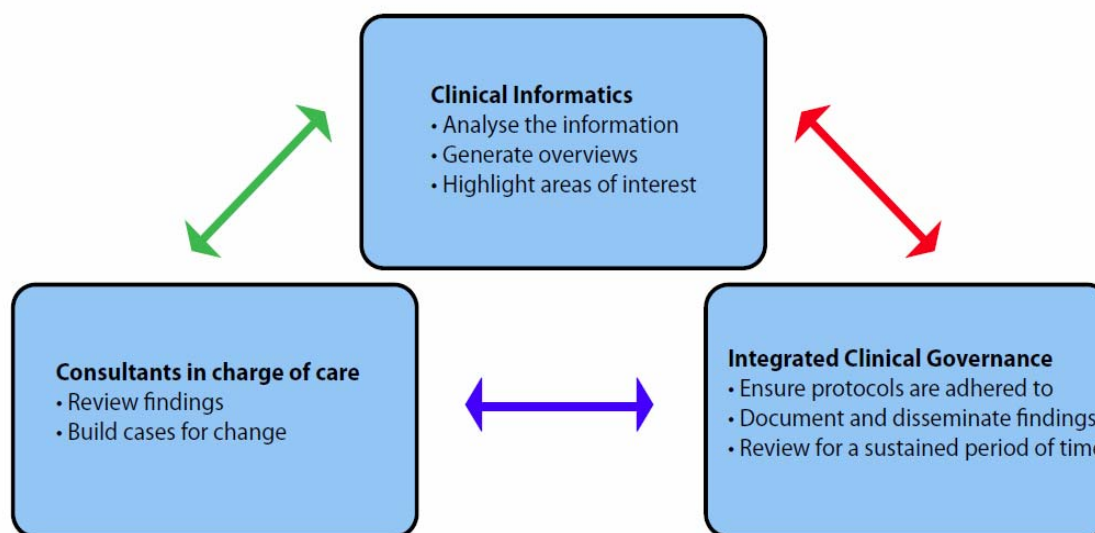 Clinical Informatics
• Analyse the information
• Generate overviews
• Highlight areas of interest
Consultants in charge of care
• Review findings
• Build cases for change
Integrated Clinical Governance
• Ensure protocols are adhered to
• Document and disseminate findings
• Review for a sustained period of time